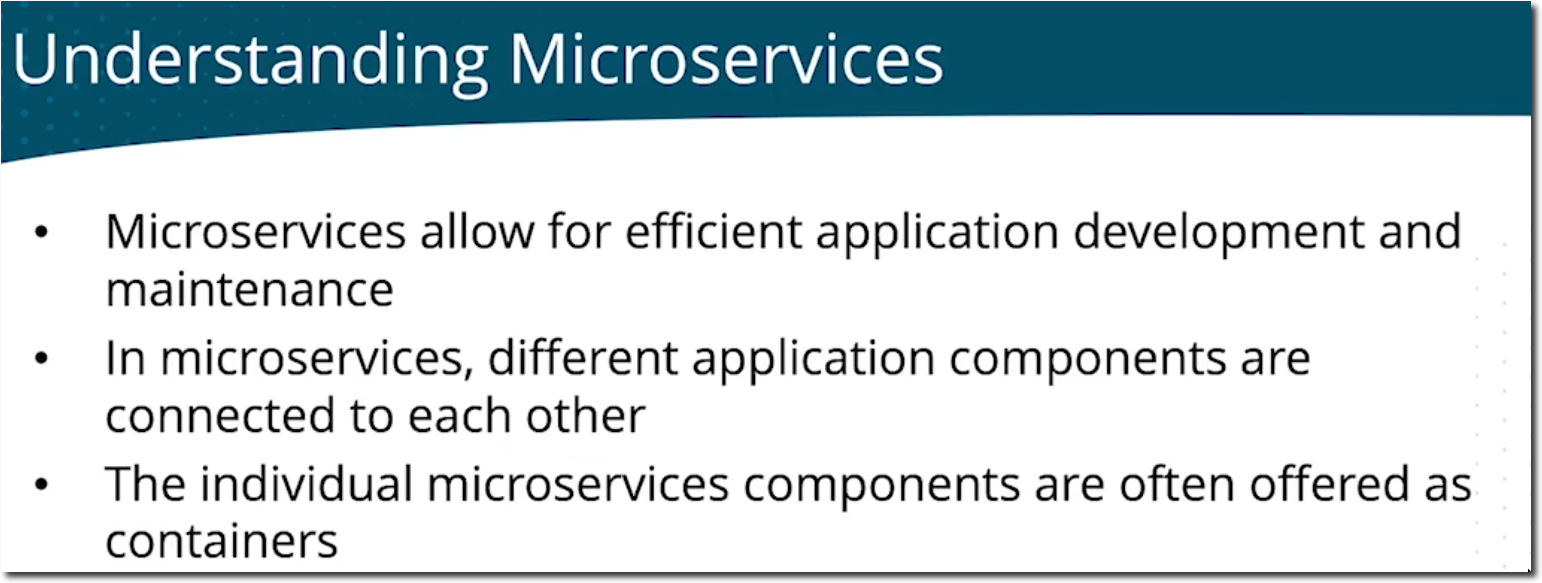 Understanding Microservices
• Microservices allow for efficient application development and
maintenance
• In microservices, different application components are
connected to each other
• The individual microservices components are often offered as
containers